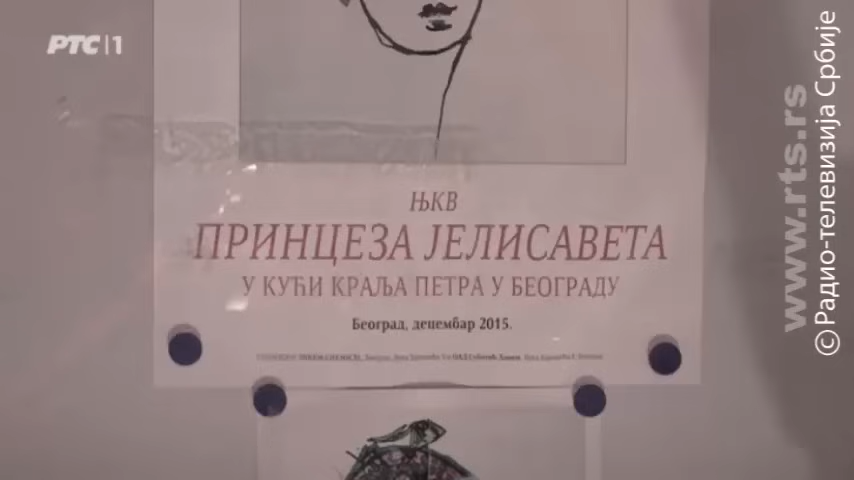 РТС 1
ЊКВ
ПРИНЦЕЗА ЈЕЛИСАВЕТА
У КУЋИ КРАЉА ПЕТРА У БЕОГРАДУ
Београд, децембар 2015.
www.rts.rs
©Радио-телевизија Србије